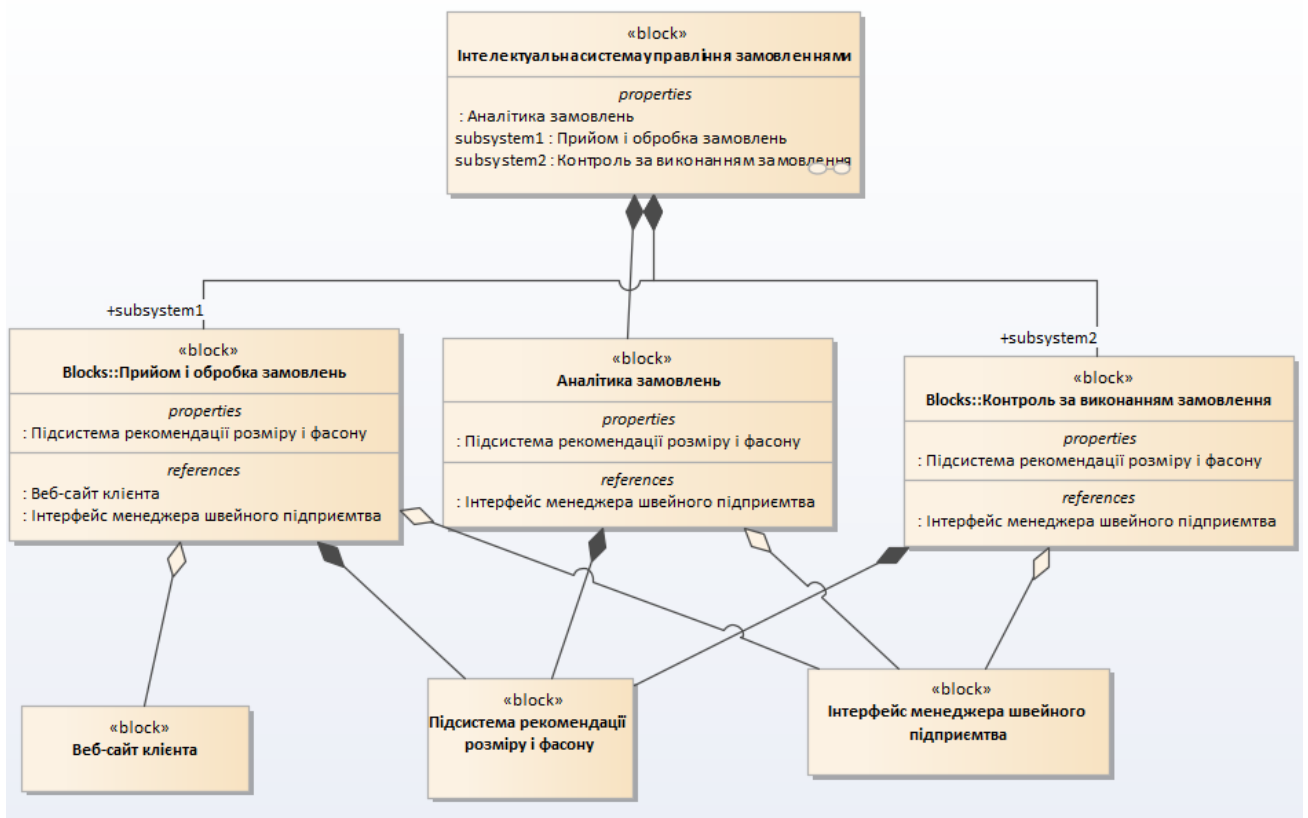 «block»
Інтелектуальна система управління замовленнями
properties
: Аналітика замовлень
subsystem1 : Прийом і обробка замовлень
subsystem2 : Контроль за виконанням замовлення
+subsystem1
+subsystem2
«block»
Blocks::Прийом і обробка замовлень
properties
: Підсистема рекомендації розміру і фасону
references
: Веб-сайт клієнта
: Інтерфейс менеджера швейного підприємтва
«block»
Аналітика замовлень
properties
: Підсистема рекомендації розміру і фасону
references
: Інтерфейс менеджера швейного підприємтва
«block»
Blocks::Контроль за виконанням замовлення
properties
: Підсистема рекомендації розміру і фасону
references
: Інтерфейс менеджера швейного підприємтва
«block»
Веб-сайт клієнта
«block»
Підсистема рекомендації
розміру і фасону
«block»
Інтерфейс менеджера швейного
підприємтва